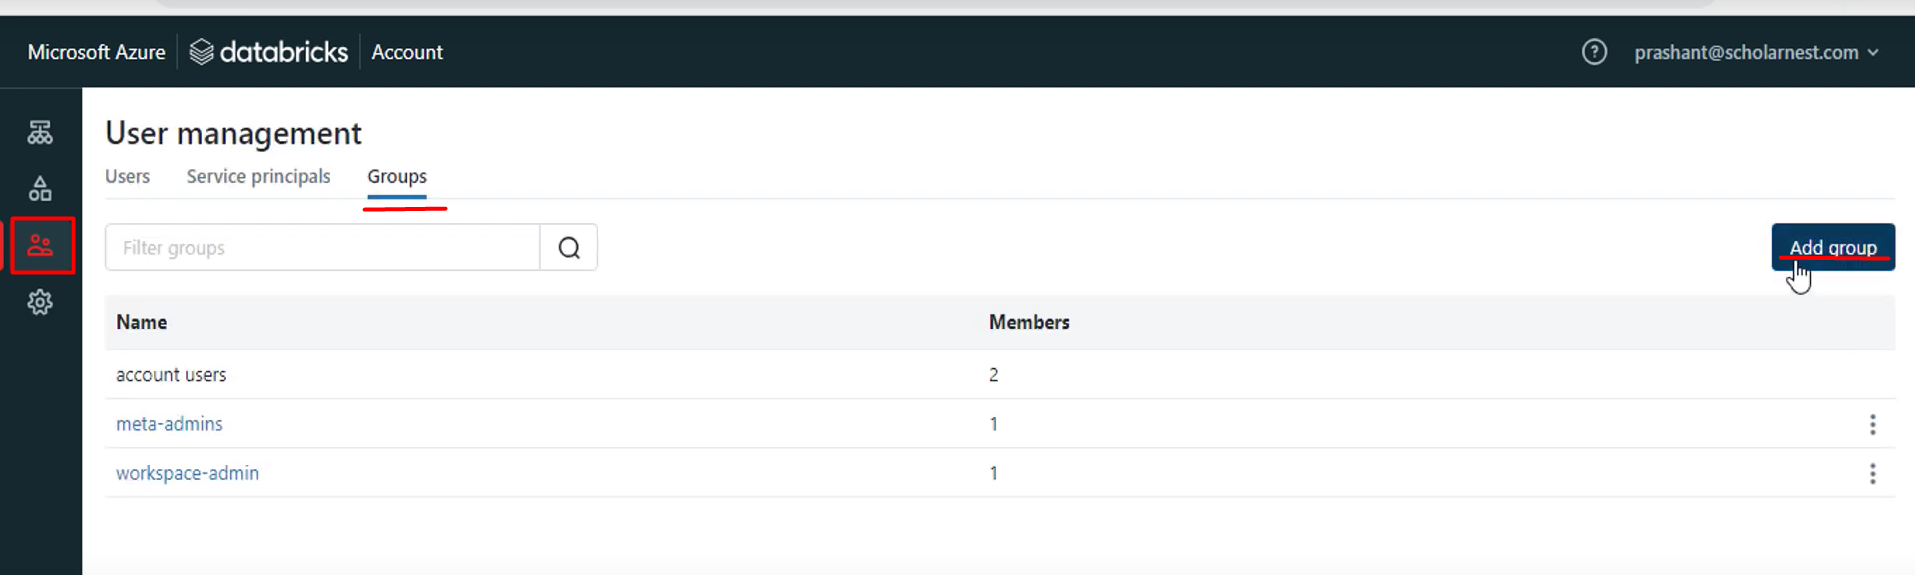 Microsoft Azure databricks Account ? prashant@scholarnest.com
User management
Users Service principals Groups
Filter groups Add group
Name Members
account users 2
meta-admins 1
workspace-admin 1